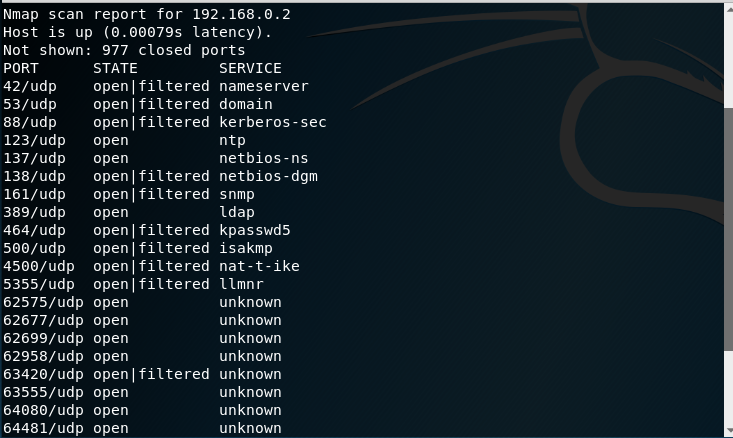 Nmap scan report for 192.168.0.2
Host is up (0.00079s latency).
Not shown: 977 closed ports
PORT      STATE         SERVICE
42/udp    open|filtered nameserver
53/udp    open|filtered domain
88/udp    open|filtered kerberos-sec
123/udp   open          ntp
137/udp   open          netbios-ns
138/udp   open|filtered netbios-dgm
161/udp   open|filtered snmp
389/udp   open          ldap
464/udp   open|filtered kpasswd5
500/udp   open|filtered isakmp
4500/udp  open|filtered nat-t-ike
5355/udp  open|filtered llmnr
62575/udp open          unknown
62677/udp open          unknown
62699/udp open          unknown
62958/udp open          unknown
63420/udp open|filtered unknown
63555/udp open          unknown
64080/udp open          unknown
64481/udp open          unknown